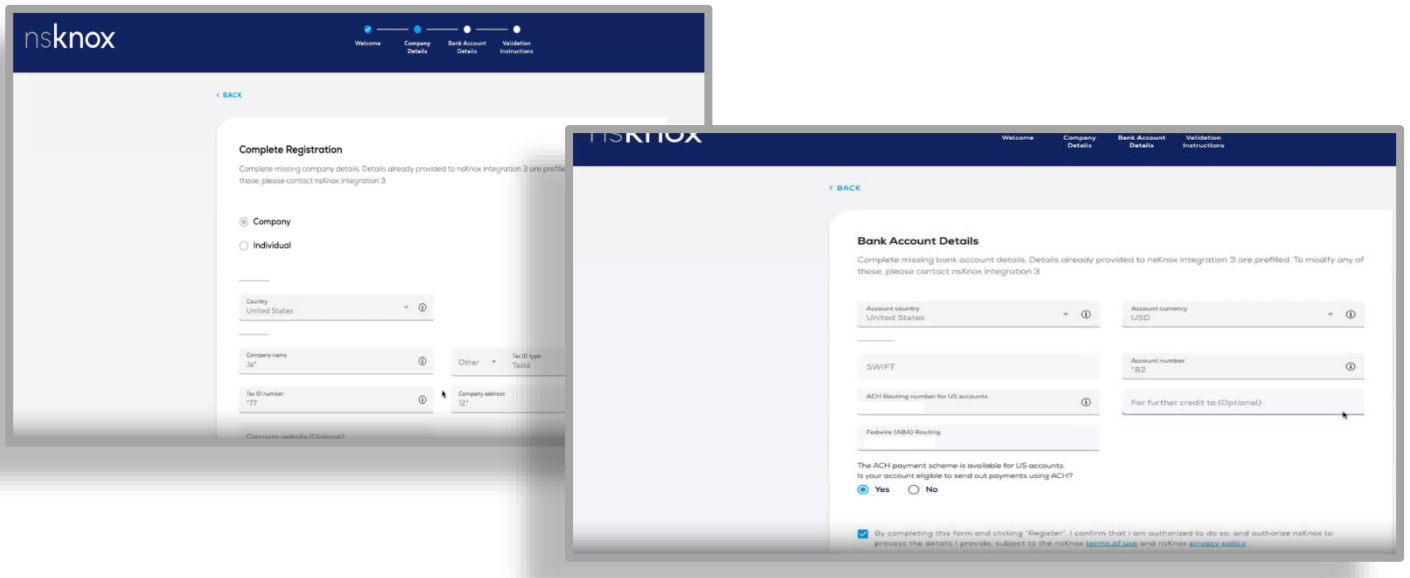 nsknox
Welcome
Company Details
Bank Account Details
Validation Instructions
< BACK
Complete Registration
Complete missing company details. Details already provided to nsKnox integration 3 are prefille
these, please contact nsKnox integration 3.
Company
Individual
Country
United States
Company name
Ja*
Other
Tax ID type
TaxId
Tax ID number
*77
Company address
12*
Company website (Optional)
nsknox
Welcome
Company Details
Bank Account Details
Validation Instructions
< BACK
Bank Account Details
Complete missing bank account details. Details already provided to nsKnox integration 3 are prefilled. To modify any of
these, please contact nsKnox integration 3
Account country
United States
Account currency
USD
SWIFT
Account number
*82
ACH Routing number for US accounts
For further credit to (Optional)
Fedwire (ABA) Routing
The ACH payment scheme is available for US accounts.
Is your account eligible to send out payments using ACH?
Yes
No
By completing this form and clicking "Register", I confirm that I am authorized to do so, and authorize nsKnox to
process the details I provide, subject to the nsKnox terms of use and nsKnox privacy policy.